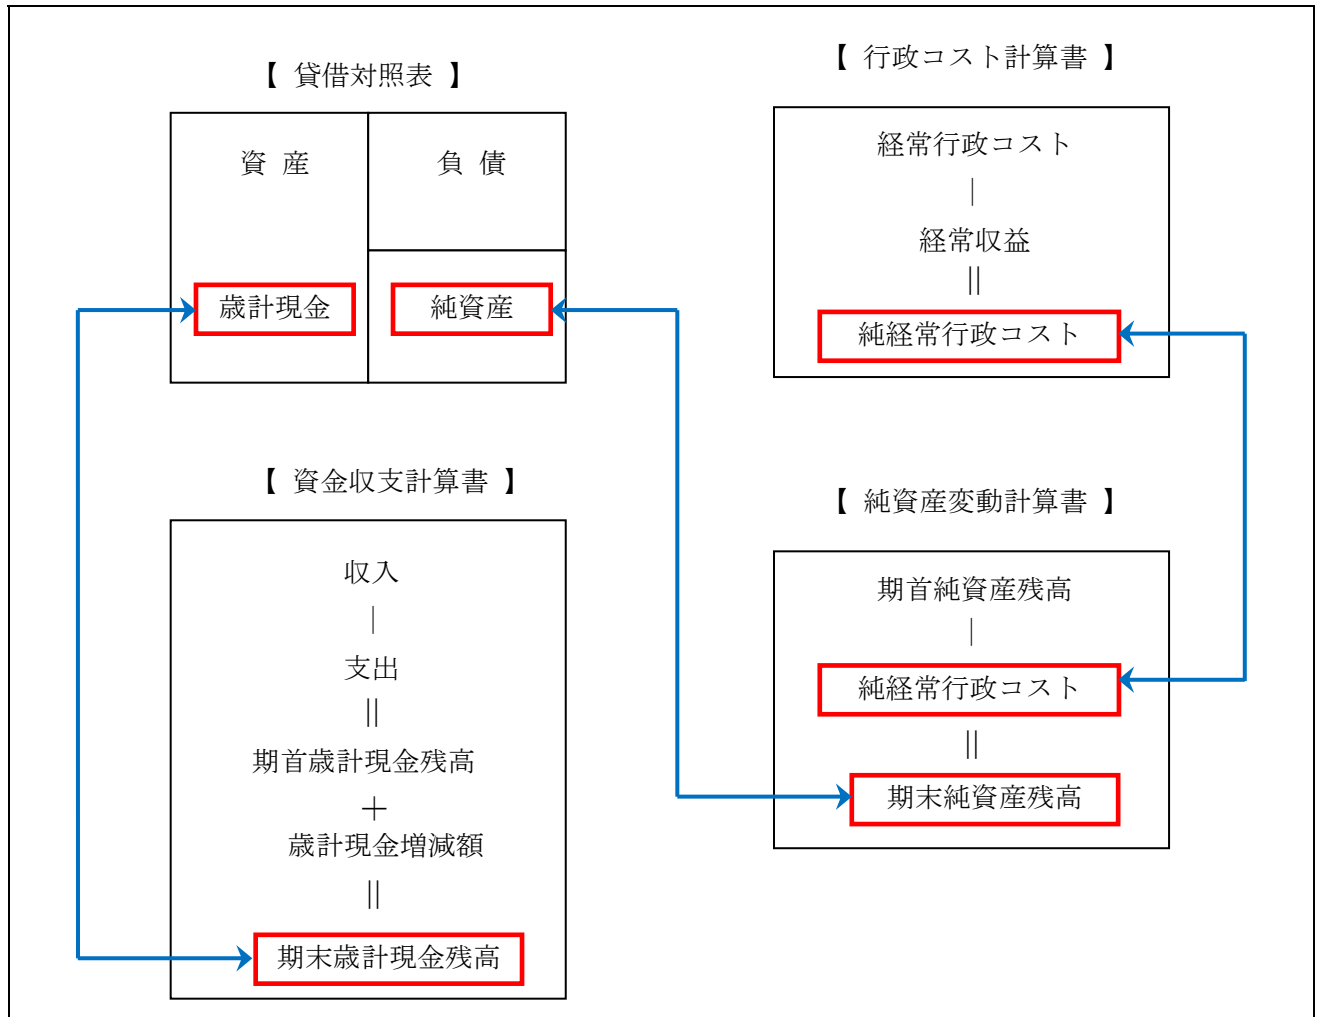 【 貸借対照表 】
資 産
負 債
歳計現金
純資産
【 行政コスト計算書 】
経常行政コスト
｜
経常収益
||
純経常行政コスト
【 資金収支計算書 】
収入
｜
支出
||
期首歳計現金残高
＋
歳計現金増減額
||
期末歳計現金残高
【 純資産変動計算書 】
期首純資産残高
｜
純経常行政コスト
||
期末純資産残高